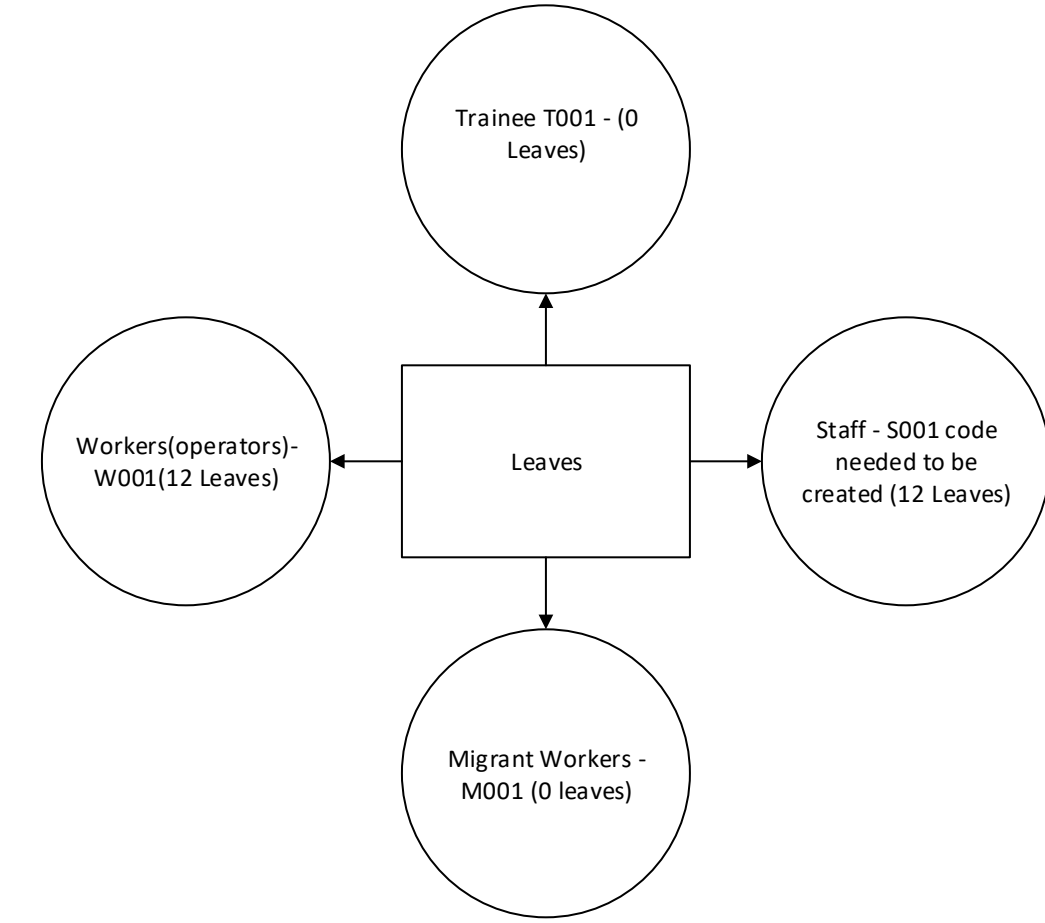 Trainee T001 - (0
Leaves)
Workers(operators)-
W001(12 Leaves)
Leaves
Staff - S001 code
needed to be
created (12 Leaves)
Migrant Workers -
M001 (0 leaves)